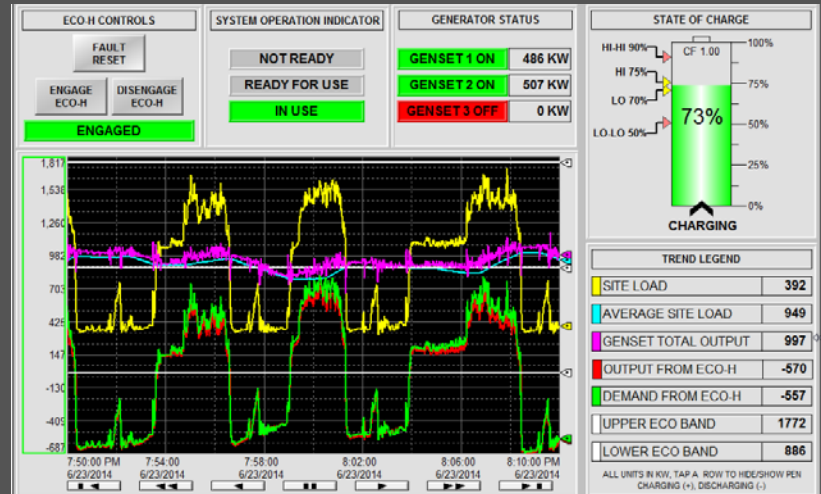 ECO-H CONTROLS
FAULT
RESET
ENGAGE
ECO-H
DISENGAGE
ECO-H
ENGAGED
SYSTEM OPERATION INDICATOR
NOT READY
READY FOR USE
IN USE
GENERATOR STATUS
GENSET 1 ON 486 KW
GENSET 2 ON 507 KW
GENSET 3 OFF 0 KW
STATE OF CHARGE
HI-HI 90%
HI 75%
LO 70%
LO-LO 50%
CF 1.00
73%
100%
75%
50%
25%
0%
CHARGING
1,817
1,538
1,260
982
703
425
147
-130
-409
-687
7:50:00 PM 7:54:00 7:58:00 8:02:00 8:06:00 8:10:00 PM
6/23/2014 6/23/2014 6/23/2014 6/23/2014 6/23/2014 6/23/2014
TREND LEGEND
SITE LOAD 392
AVERAGE SITE LOAD 949
GENSET TOTAL OUTPUT 997
OUTPUT FROM ECO-H -570
DEMAND FROM ECO-H -557
UPPER ECO BAND 1772
LOWER ECO BAND 886
ALL UNITS IN KW, TAP A ROW TO HIDE/SHOW PEN
CHARGING (+), DISCHARGING (-)